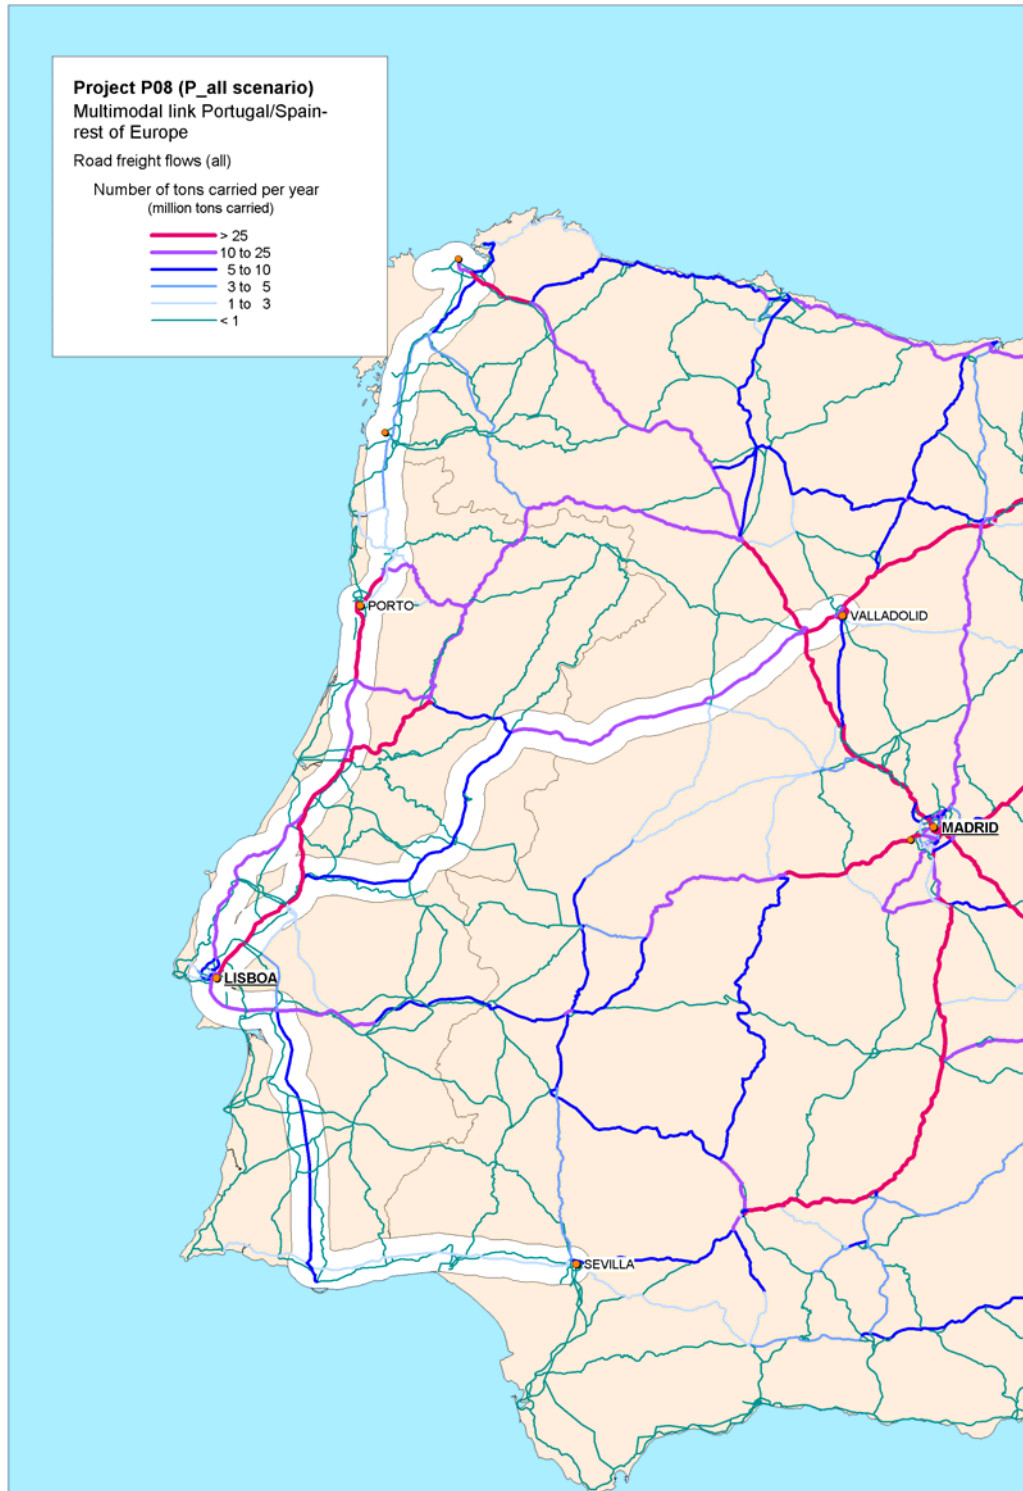 Project P08 (P_all scenario)
Multimodal link Portugal/Spain-
rest of Europe
Road freight flows (all)
Number of tons carried per year
(million tons carried)
> 25
10 to 25
5 to 10
3 to 5
1 to 3
< 1
PORTO
VALLADOLID
MADRID
LISBOA
SEVILLA